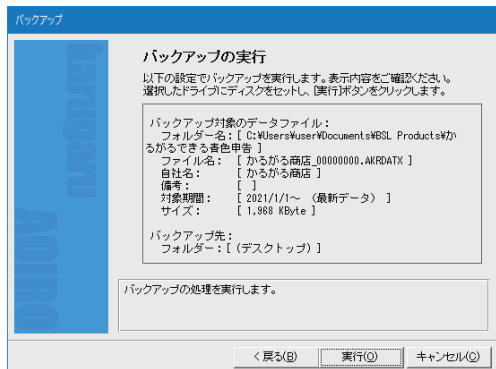 バックアップ
karugaru
AOIRO
バックアップの実行
以下の設定でバックアップを実行します。表示内容をご確認ください。
選択したドライブにディスクをセットし、[実行]ボタンをクリックします。
バックアップ対象のデータファイル：
フォルダー名：[ C:¥Users¥user¥Documents¥BSL Products¥か
るがるできる青色申告 ]
ファイル名： [ かるがる商店_00000000.AKRDATX ]
自社名： [ かるがる商店 ]
備考： [ ]
対象期間： [ 2021/1/1～ （最新データ） ]
サイズ： [ 1,968 KByte ]
バックアップ先：
フォルダー：[ (デスクトップ) ]
バックアップの処理を実行します。
< 戻る(B) 実行(O) キャンセル(C)